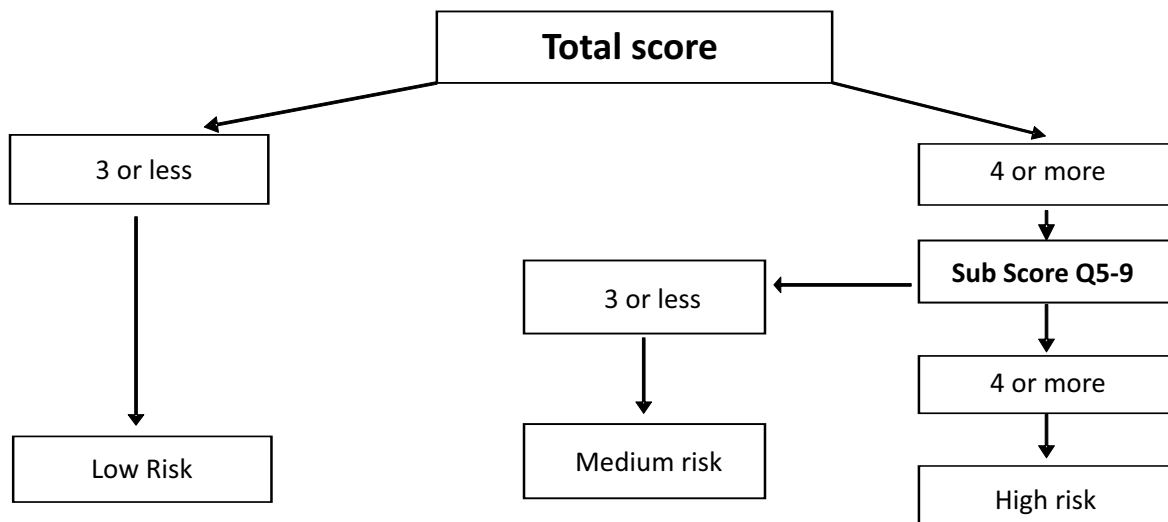 Total score
3 or less
4 or more
Sub Score Q5-9
3 or less
4 or more
Low Risk
Medium risk
High risk